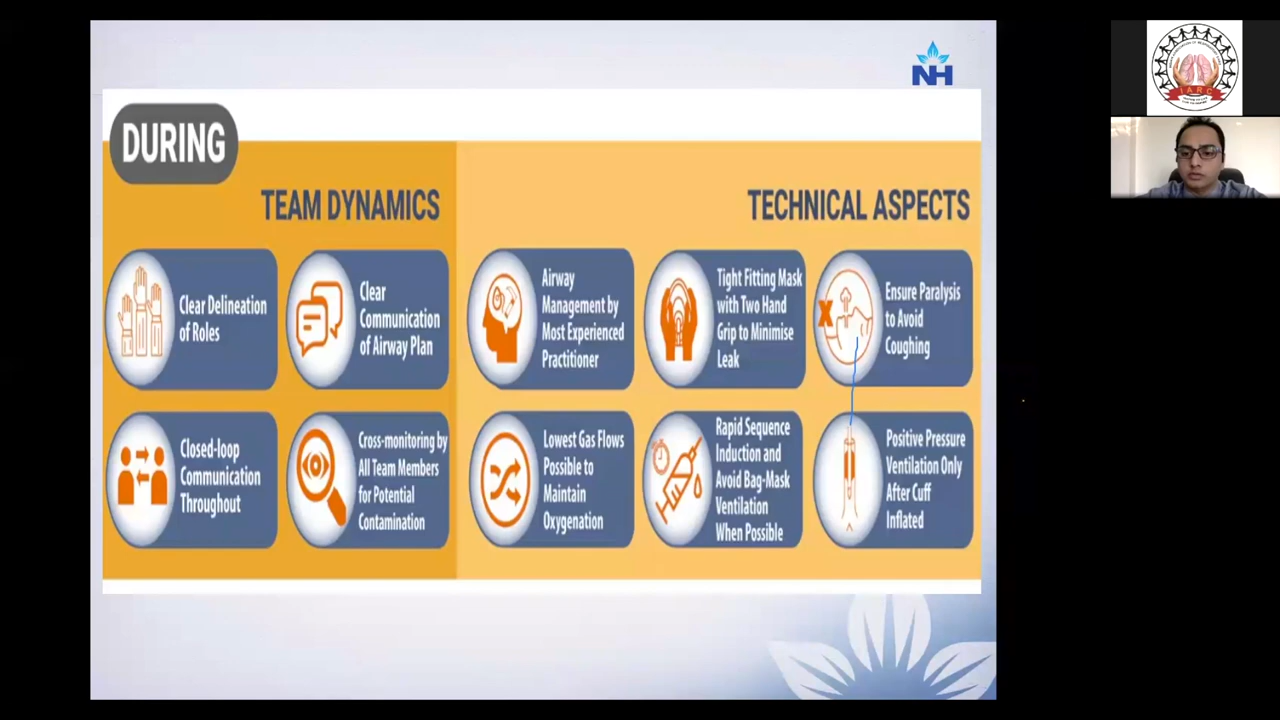 NH
DURING
TEAM DYNAMICS
TECHNICAL ASPECTS
Clear Delineation
of Roles
Clear
Communication
of Airway Plan
Airway
Management by
Most Experienced
Practitioner
Tight Fitting Mask
with Two Hand
Grip to Minimise
Leak
Ensure Paralysis
to Avoid
Coughing
Closed-loop
Communication
Throughout
Cross-monitoring by
All Team Members
for Potential
Contamination
Lowest Gas Flows
Possible to
Maintain
Oxygenation
Rapid Sequence
Induction and
Avoid Bag-Mask
Ventilation
When Possible
Positive Pressure
Ventilation Only
After Cuff
Inflated
IARC